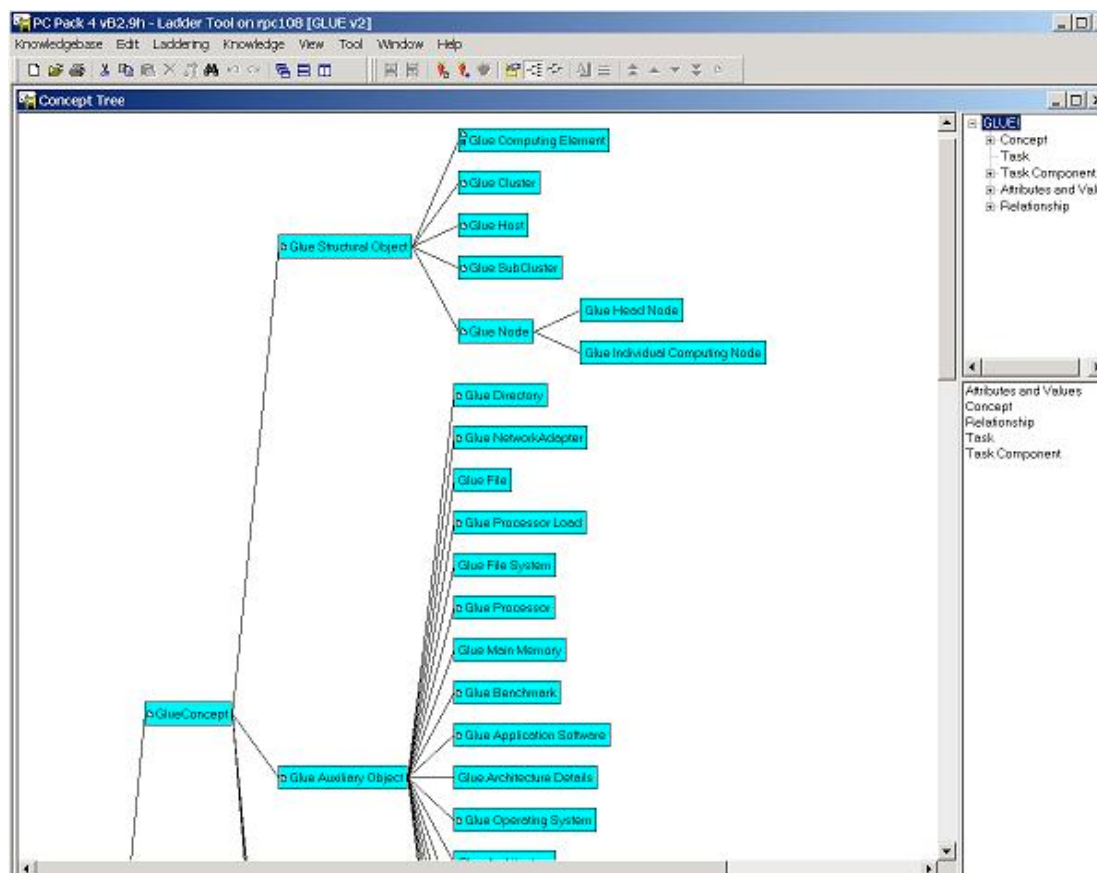 PC Pack 4 vB2.9h - Ladder Tool on rpc108 [GLUE v2]
Knowledgebase Edit Laddering Knowledge View Tool Window Help
Concept Tree
Glue Computing Element
Glue Cluster
Glue Host
Glue Structural Object
Glue SubCluster
Glue Node
Glue Head Node
Glue Individual Computing Node
Glue Directory
Glue NetworkAdapter
Glue File
Glue Processor Load
Glue File System
Glue Processor
Glue Main Memory
Glue Benchmark
GlueConcept
Glue Application Software
Glue Auxiliary Object
Glue Architecture Details
Glue Operating System
GLUE!
Concept
Task
Task Component
Attributes and Val
Relationship
Attributes and Values
Concept
Relationship
Task
Task Component